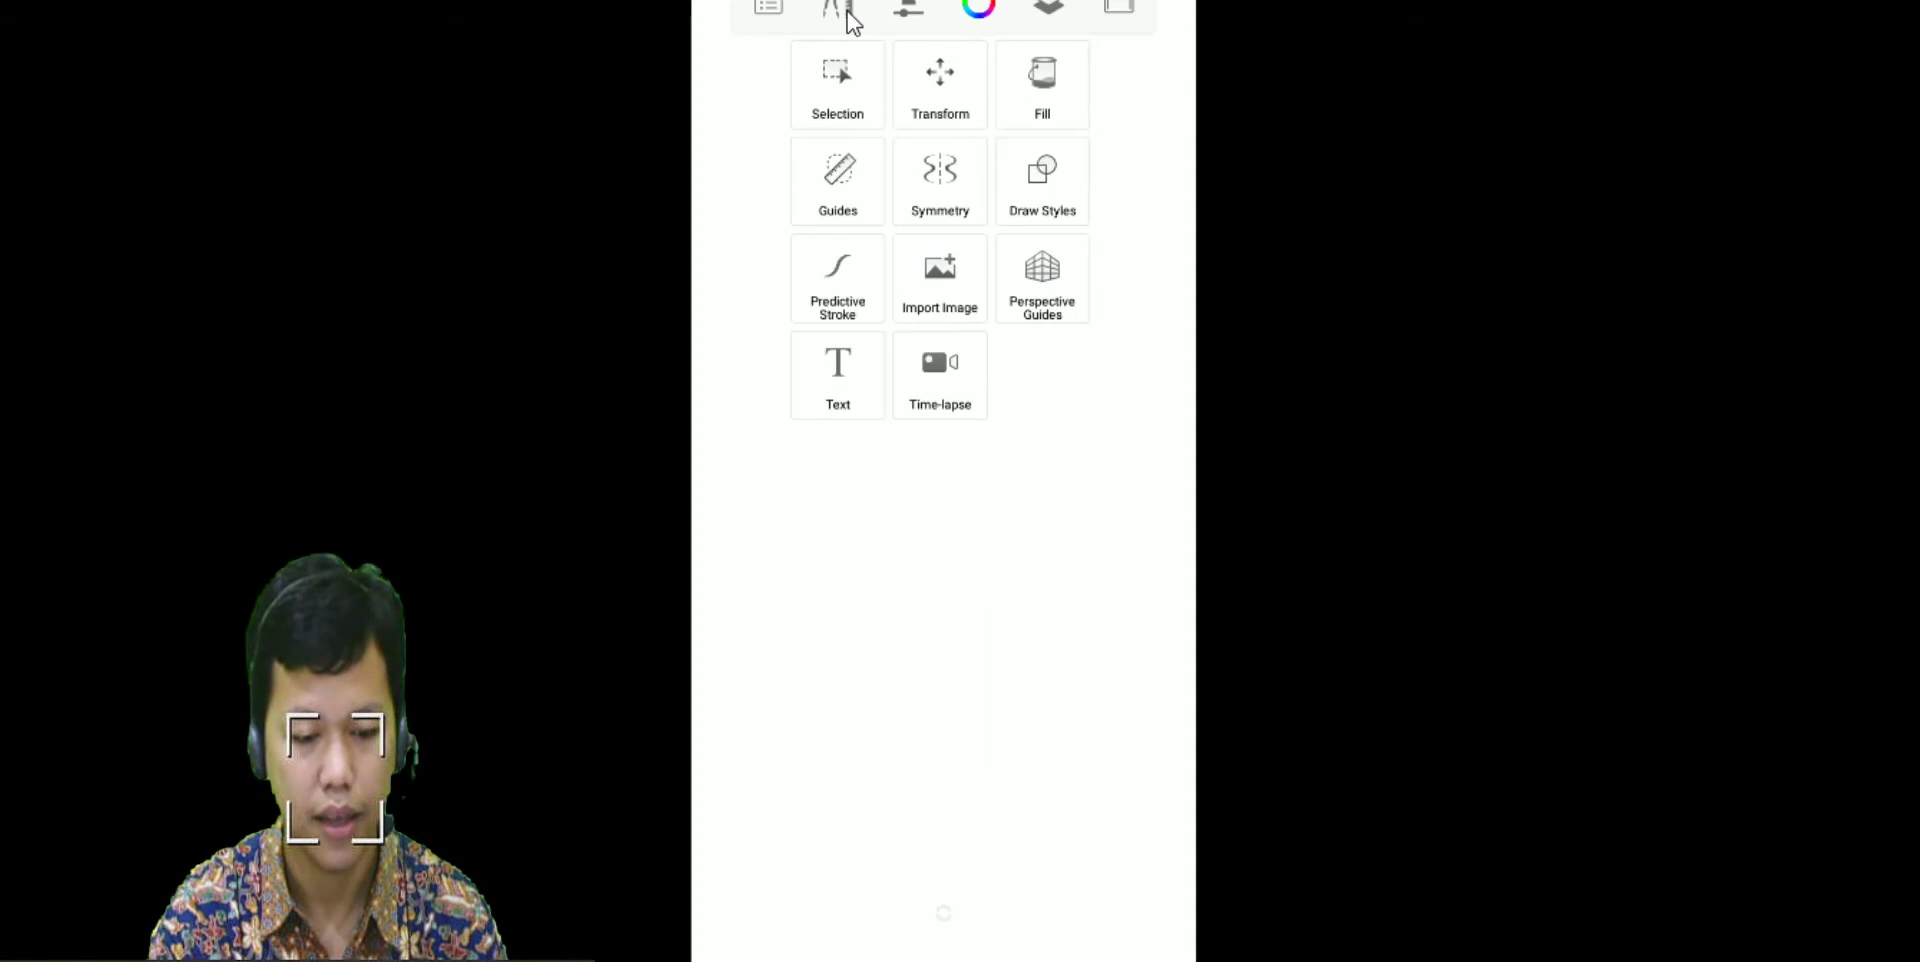 Selection
Transform
Fill
Guides
Symmetry
Draw Styles
Predictive
Stroke
Import Image
Perspective
Guides
Text
Time-lapse